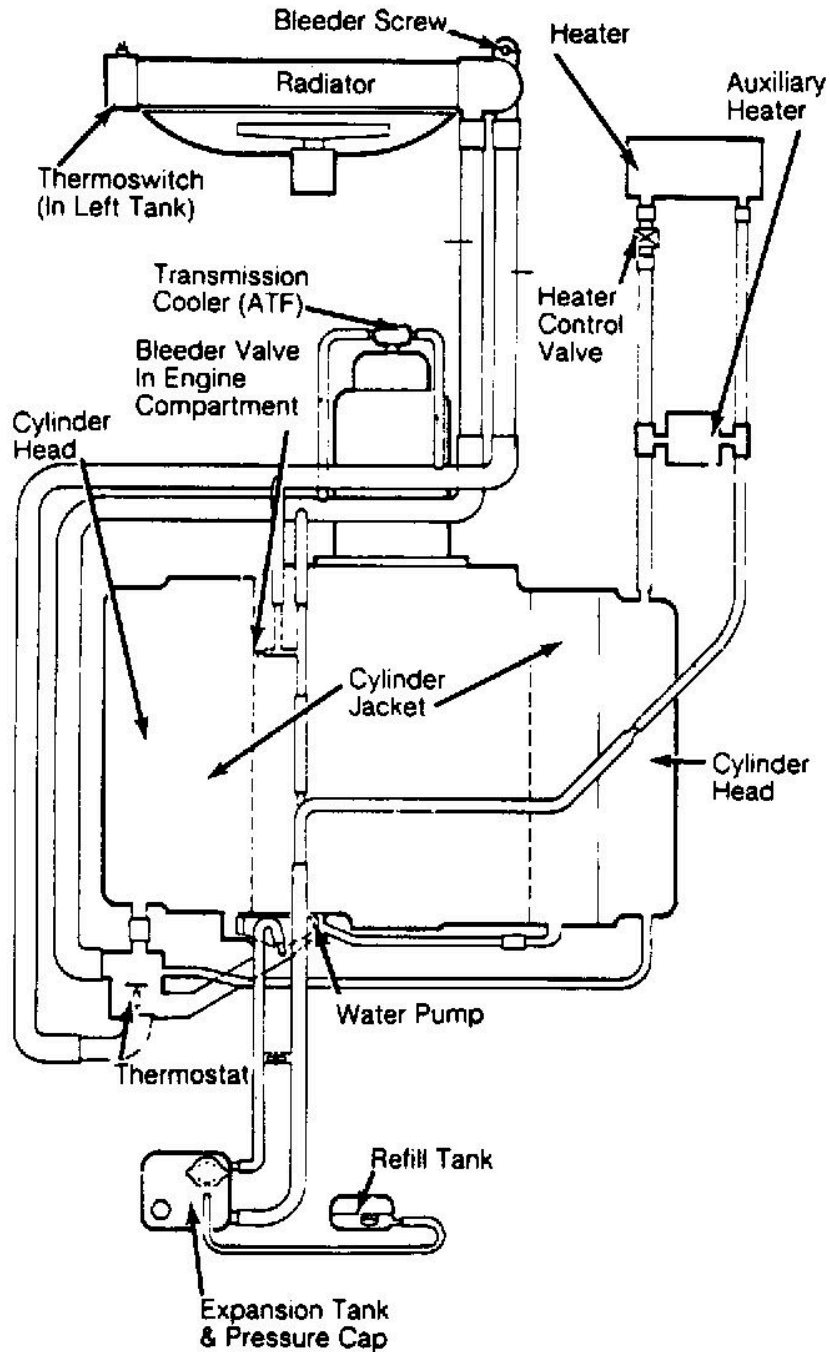 Bleeder Screw
Heater
Radiator
Auxiliary
Heater
Thermoswitch
(In Left Tank)
Transmission
Cooler (ATF)
Heater
Control
Valve
Bleeder Valve
In Engine
Compartment
Cylinder
Head
Cylinder
Jacket
Cylinder
Head
Water Pump
Thermostat
Refill Tank
Expansion Tank
& Pressure Cap